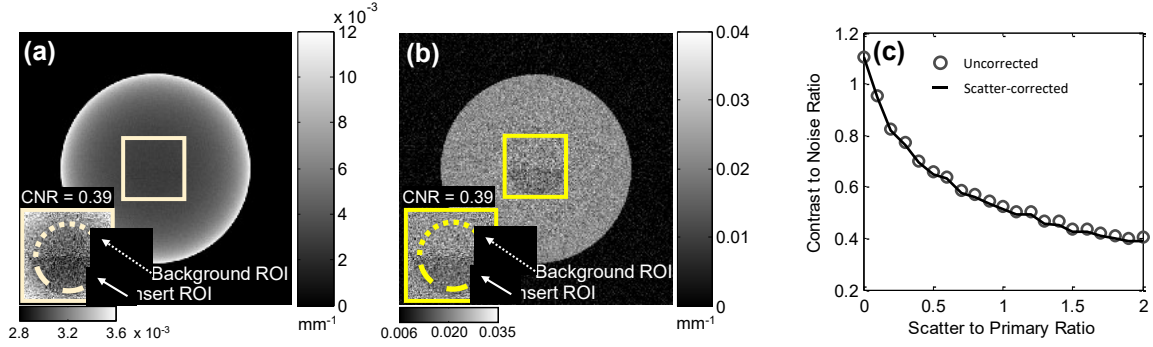 (a)
x 10⁻³
12
10
8
6
4
2
0
mm⁻¹
CNR = 0.39
Background ROI
nsert ROI
2.8 3.2 3.6 x 10⁻³
(b)
0.04
0.03
0.02
0.01
0
mm⁻¹
CNR = 0.39
Background ROI
nsert ROI
0.006 0.020 0.035
(c)
Uncorrected
Scatter-corrected
Contrast to Noise Ratio
1.2
1
0.8
0.6
0.4
0.2
0 0.5 1 1.5 2
Scatter to Primary Ratio